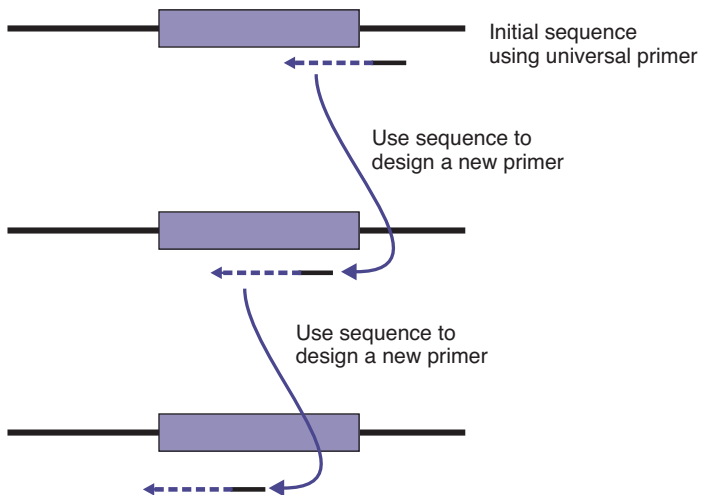 Initial sequence
using universal primer
Use sequence to
design a new primer
Use sequence to
design a new primer